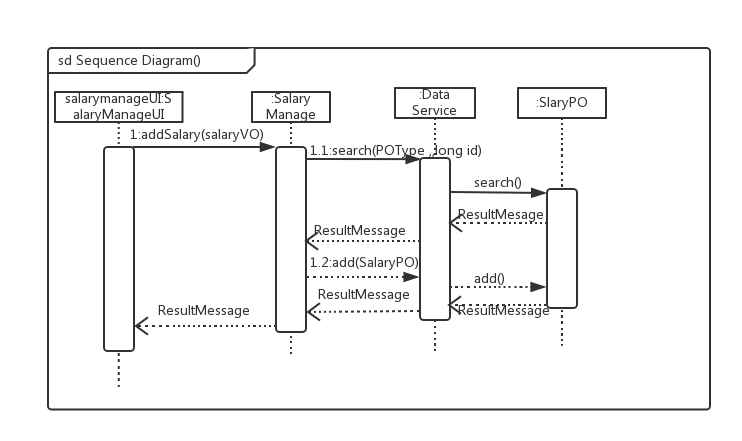 sd Sequence Diagram()
salarymanageUI:S
alaryManageUI
:Salary
Manage
:Data
Service
:SlaryPO
1:addSalary(salaryVO)
1.1:search(POType ,long id)
search()
ResultMesage
ResultMessage
1.2:add(SalaryPO)
add()
ResultMessage
ResultMessage
ResultMessage